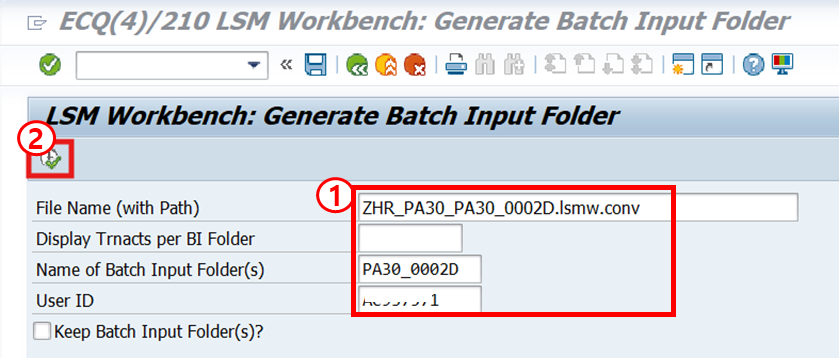 ECQ(4)/210 LSM Workbench: Generate Batch Input Folder
LSM Workbench: Generate Batch Input Folder
2
1
File Name (with Path) ZHR_PA30_PA30_0002D.lsmw.conv
Display Trnacts per BI Folder
Name of Batch Input Folder(s) PA30_0002D
User ID
Keep Batch Input Folder(s)?